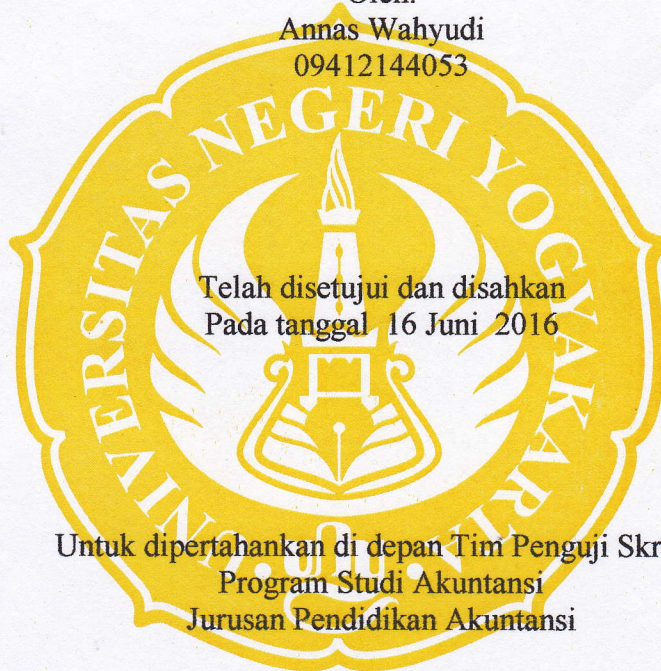 Oleh:
Annas Wahyudi
09412144053
UNIVERSITAS NEGERI YOGYAKARTA
Telah disetujui dan disahkan
Pada tanggal 16 Juni 2016
Untuk dipertahankan di depan Tim Penguji Skr
Program Studi Akuntansi
Jurusan Pendidikan Akuntansi